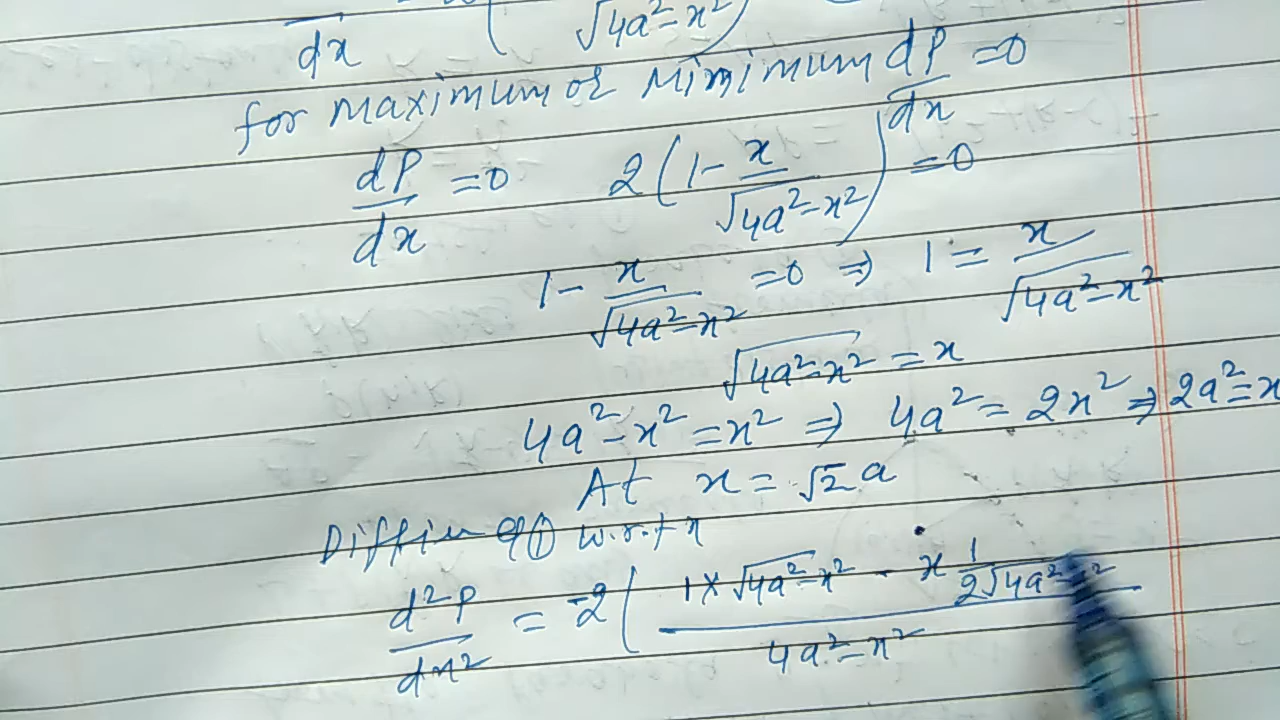 dx (√4a²-x²)
for maximum or minimum dP/dx =0
dP/dx =0 2(1- x/√4a²-x²) =0
1- x/√4a²-x² =0 ⇒ 1= x/√4a²-x²
√4a²-x² = x
4a²-x² =x² ⇒ 4a² = 2x² ⇒ 2a²=x
At x = √2 a
w.r.t x
d²P/dx² = -2( 1×√4a²-x² - x 1/2√4a²-x² / 4a²-x²